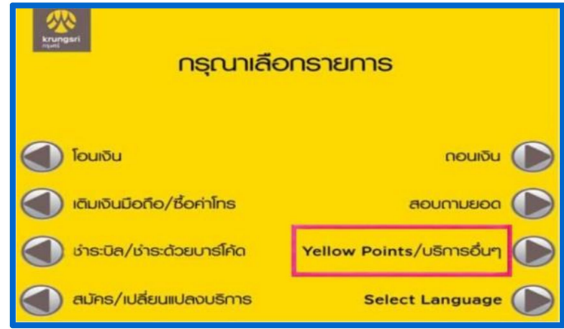 krungsri
กรุงศรี
กรุณาเลือกรายการ
โอนเงิน
ถอนเงิน
เติมเงินมือถือ/ซื้อค่าโทร
สอบถามยอด
ชำระบิล/ชำระด้วยบาร์โค้ด
Yellow Points/บริการอื่นๆ
สมัคร/เปลี่ยนแปลงบริการ
Select Language